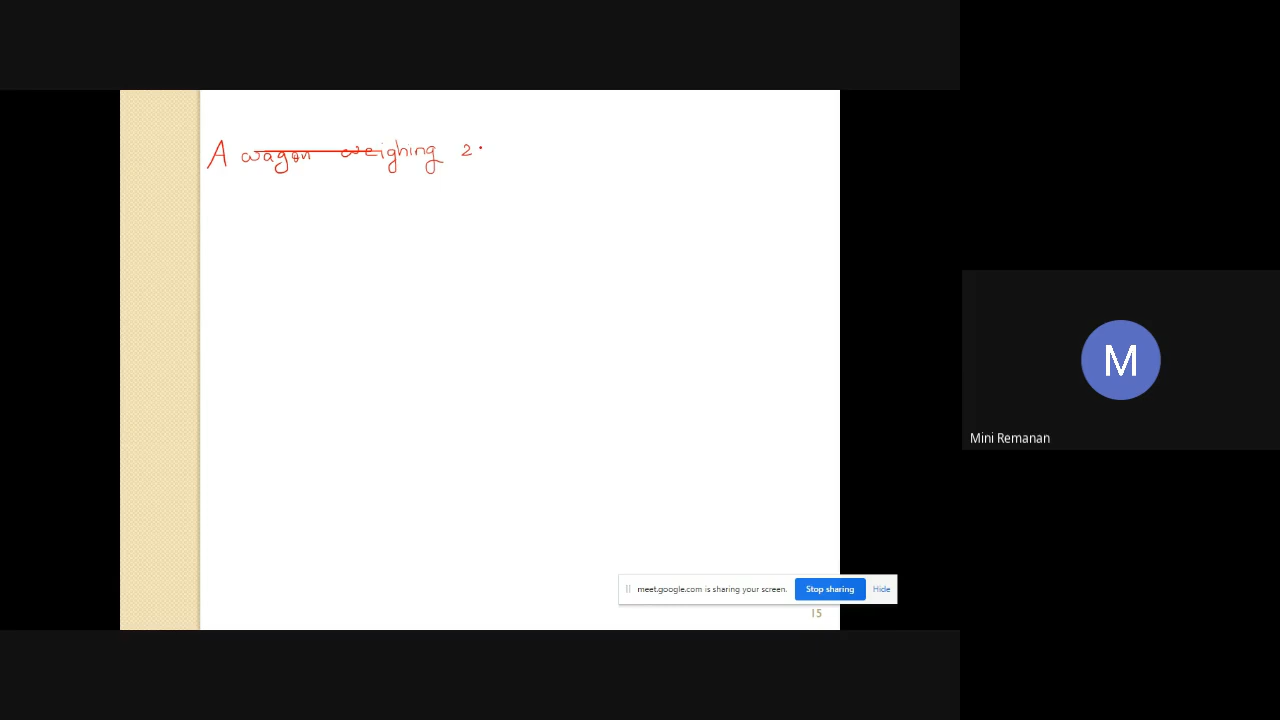 A wagon weighing 2.
M
Mini Remanan
meet.google.com is sharing your screen. Stop sharing Hide
15